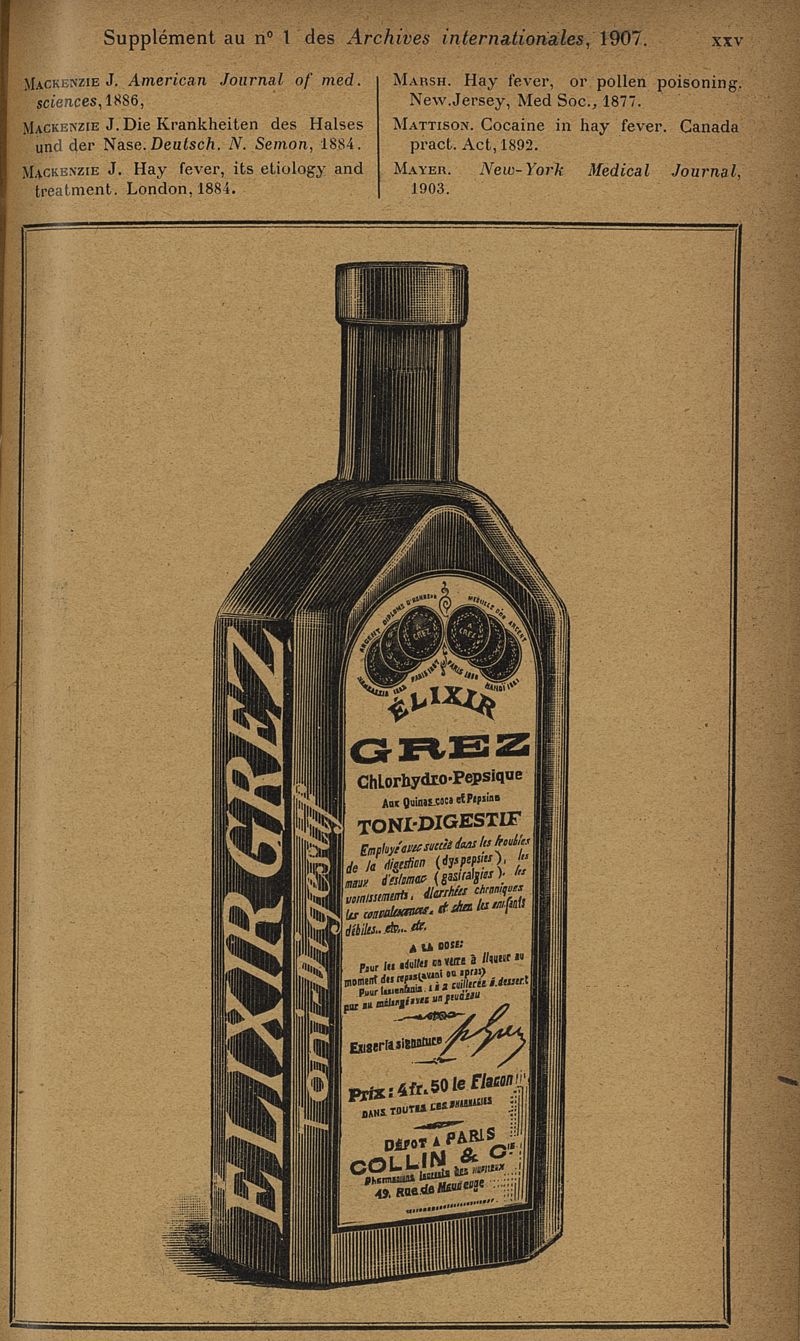 Supplément au n° 1 des Archives internationales, 1907. XXV
MACKENZIE J. American Journal of med.
sciences, 1886,
MACKENZIE J. Die Krankheiten des Halses
und der Nase. Deutsch. N. Semon, 1884.
MACKENZIE J. Hay fever, its etiology and
treatment. London, 1884.
MARSH. Hay fever, or pollen poisoning.
New.Jersey, Med Soc., 1877.
MATTISON. Cocaine in hay fever. Canada
pract. Act, 1892.
MAYER. New-York Medical Journal,
1903.
ELIXIR GREZ
Toni-Digestif
ÉLIXIR
GREZ
Chlorhydro-Pepsique
Aux Quinas coca et Pepsine
TONI-DIGESTIF
Employé avec succès dans les troubles
de la digestion (dyspepsies), les
maux d'estomac (gastralgies), les
vomissements, diarrhées chroniques
les convalescences, et chez les enfants
débiles.. etc.. etc.
A LA DOSE:
Pour les adultes un verre à liqueur au
moment des repas (avant ou après)
Pour les enfants. 1 à 2 cuillerée à dessert
pur ou mélangé avec un peu d'eau
Exiger la signature P. Grez
Prix: 4fr.50 le Flacon
DANS TOUTES LES PHARMACIES
DÉPOT A PARIS
COLLIN & Cie
49, Rue de Maubeuge